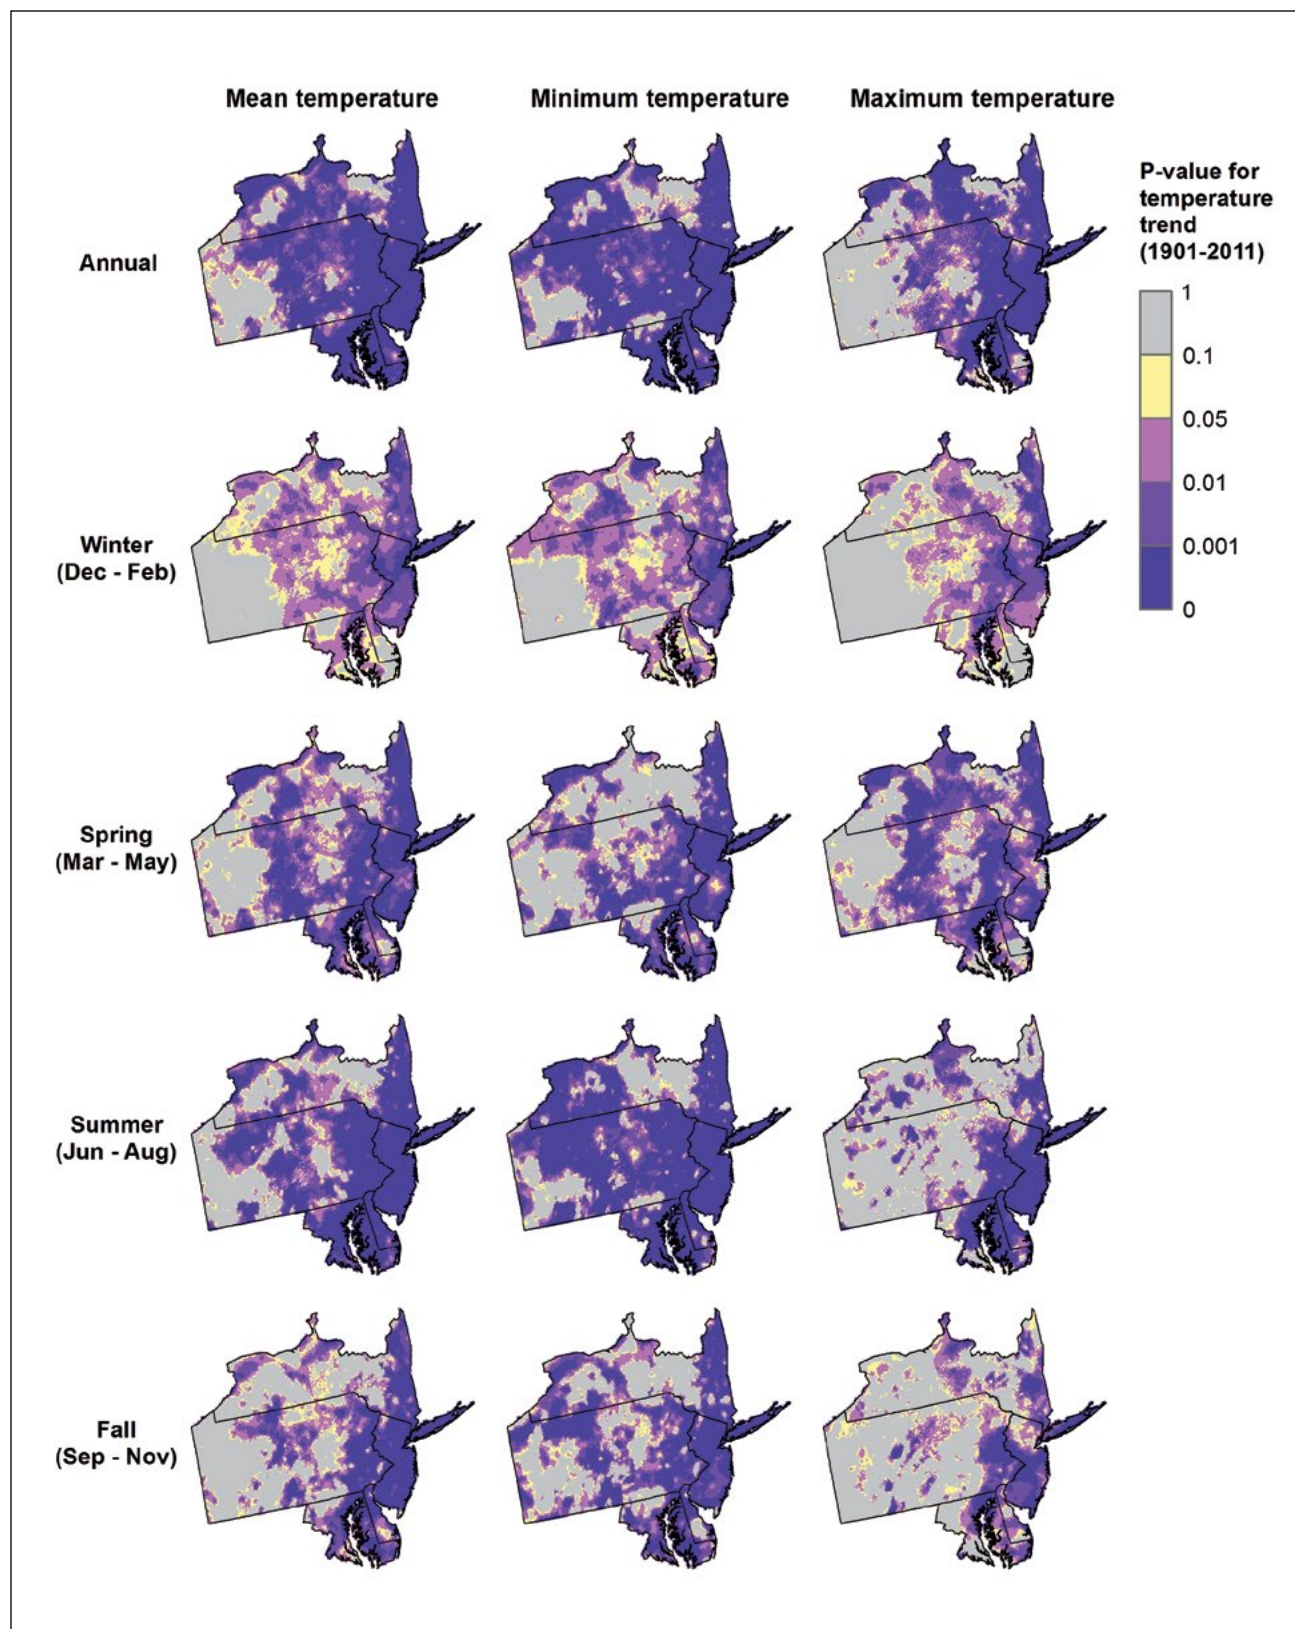 Mean temperature Minimum temperature Maximum temperature
P-value for
temperature
trend
(1901-2011)
Annual
1
0.1
0.05
0.01
0.001
0
Winter
(Dec - Feb)
Spring
(Mar - May)
Summer
(Jun - Aug)
Fall
(Sep - Nov)